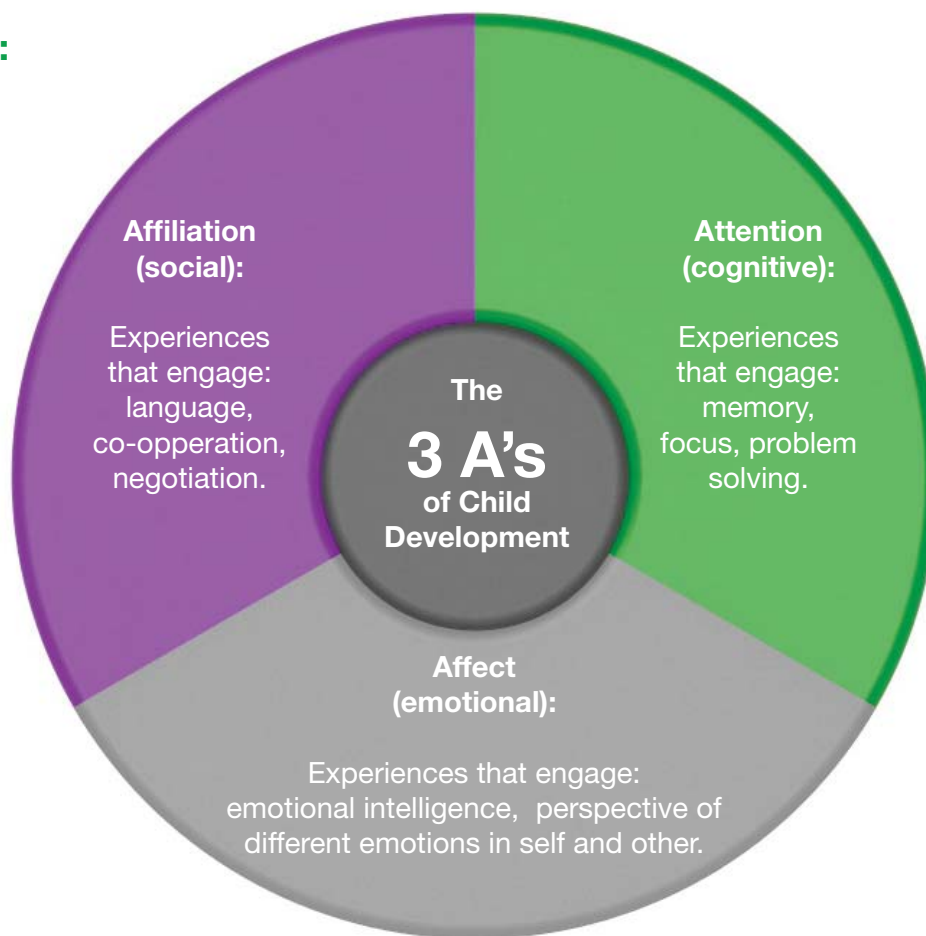 :
Affiliation
(social):
Experiences
that engage:
language,
co-opperation,
negotiation.
Attention
(cognitive):
Experiences
that engage:
memory,
focus, problem
solving.
The
3 A's
of Child
Development
Affect
(emotional):
Experiences that engage:
emotional intelligence,  perspective of
different emotions in self and other.